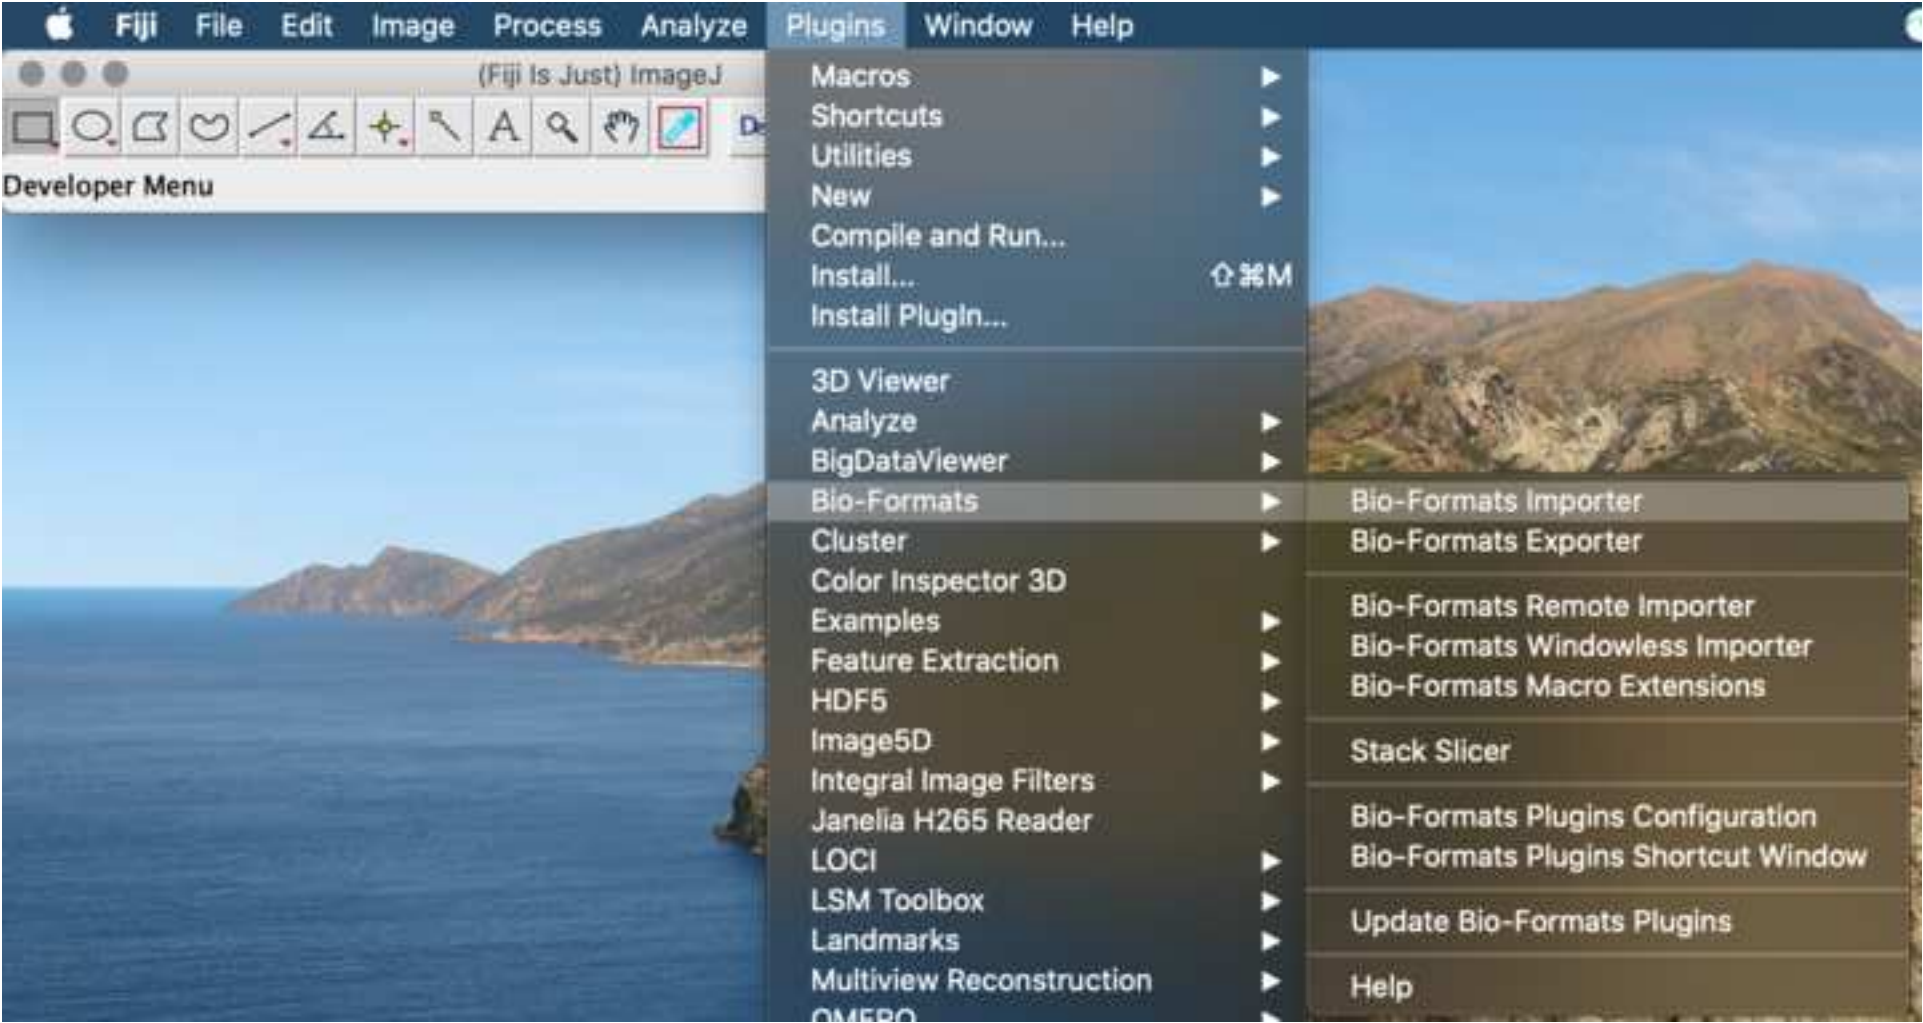 Fiji File Edit Image Process Analyze Plugins Window Help
(Fiji Is Just) ImageJ
A
Developer Menu
Macros
Shortcuts
Utilities
New
Compile and Run...
Install... ⇧⌘M
Install PlugIn...
3D Viewer
Analyze
BigDataViewer
Bio-Formats
Cluster
Color Inspector 3D
Examples
Feature Extraction
HDF5
Image5D
Integral Image Filters
Janelia H265 Reader
LOCI
LSM Toolbox
Landmarks
Multiview Reconstruction
OMERO
Bio-Formats Importer
Bio-Formats Exporter
Bio-Formats Remote Importer
Bio-Formats Windowless Importer
Bio-Formats Macro Extensions
Stack Slicer
Bio-Formats Plugins Configuration
Bio-Formats Plugins Shortcut Window
Update Bio-Formats Plugins
Help